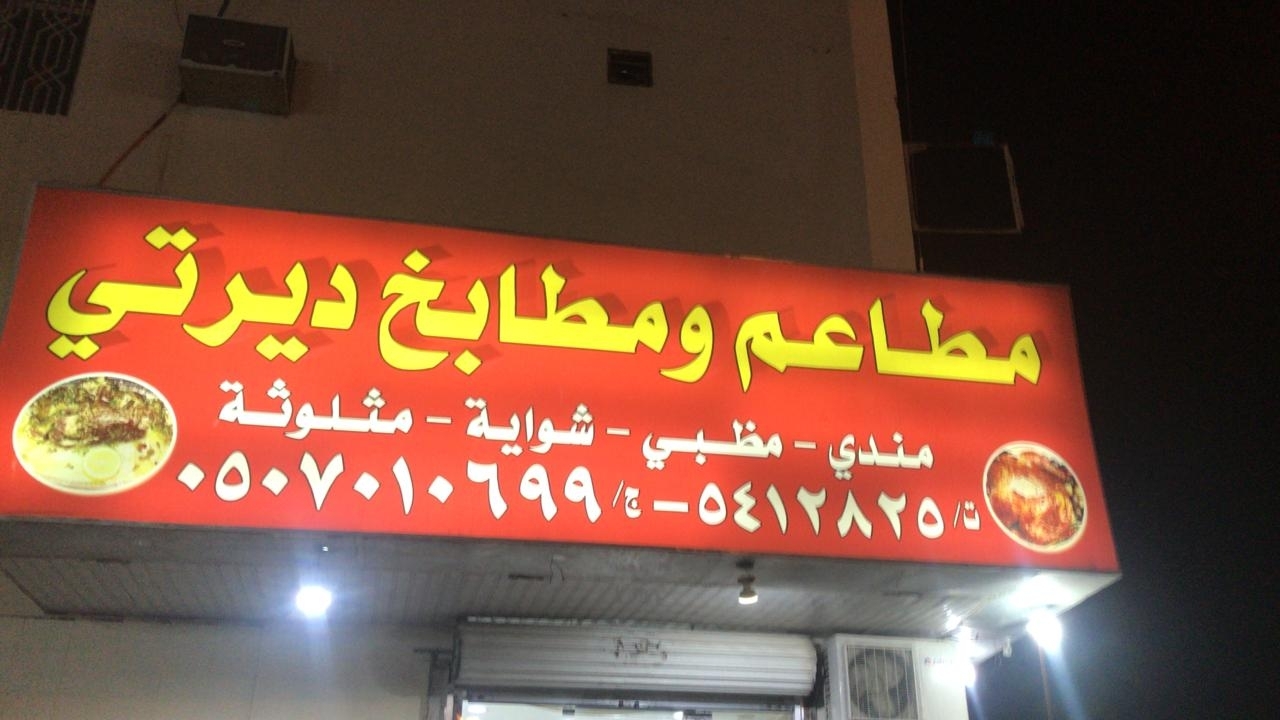 مطاعم ومطابخ ديرتي
مندي - مظبي - شواية - مثلوثة
ت/ ٥٤١٢٨٢٥ - ج/ ٠٥٠٧٠١٠٦٩٩